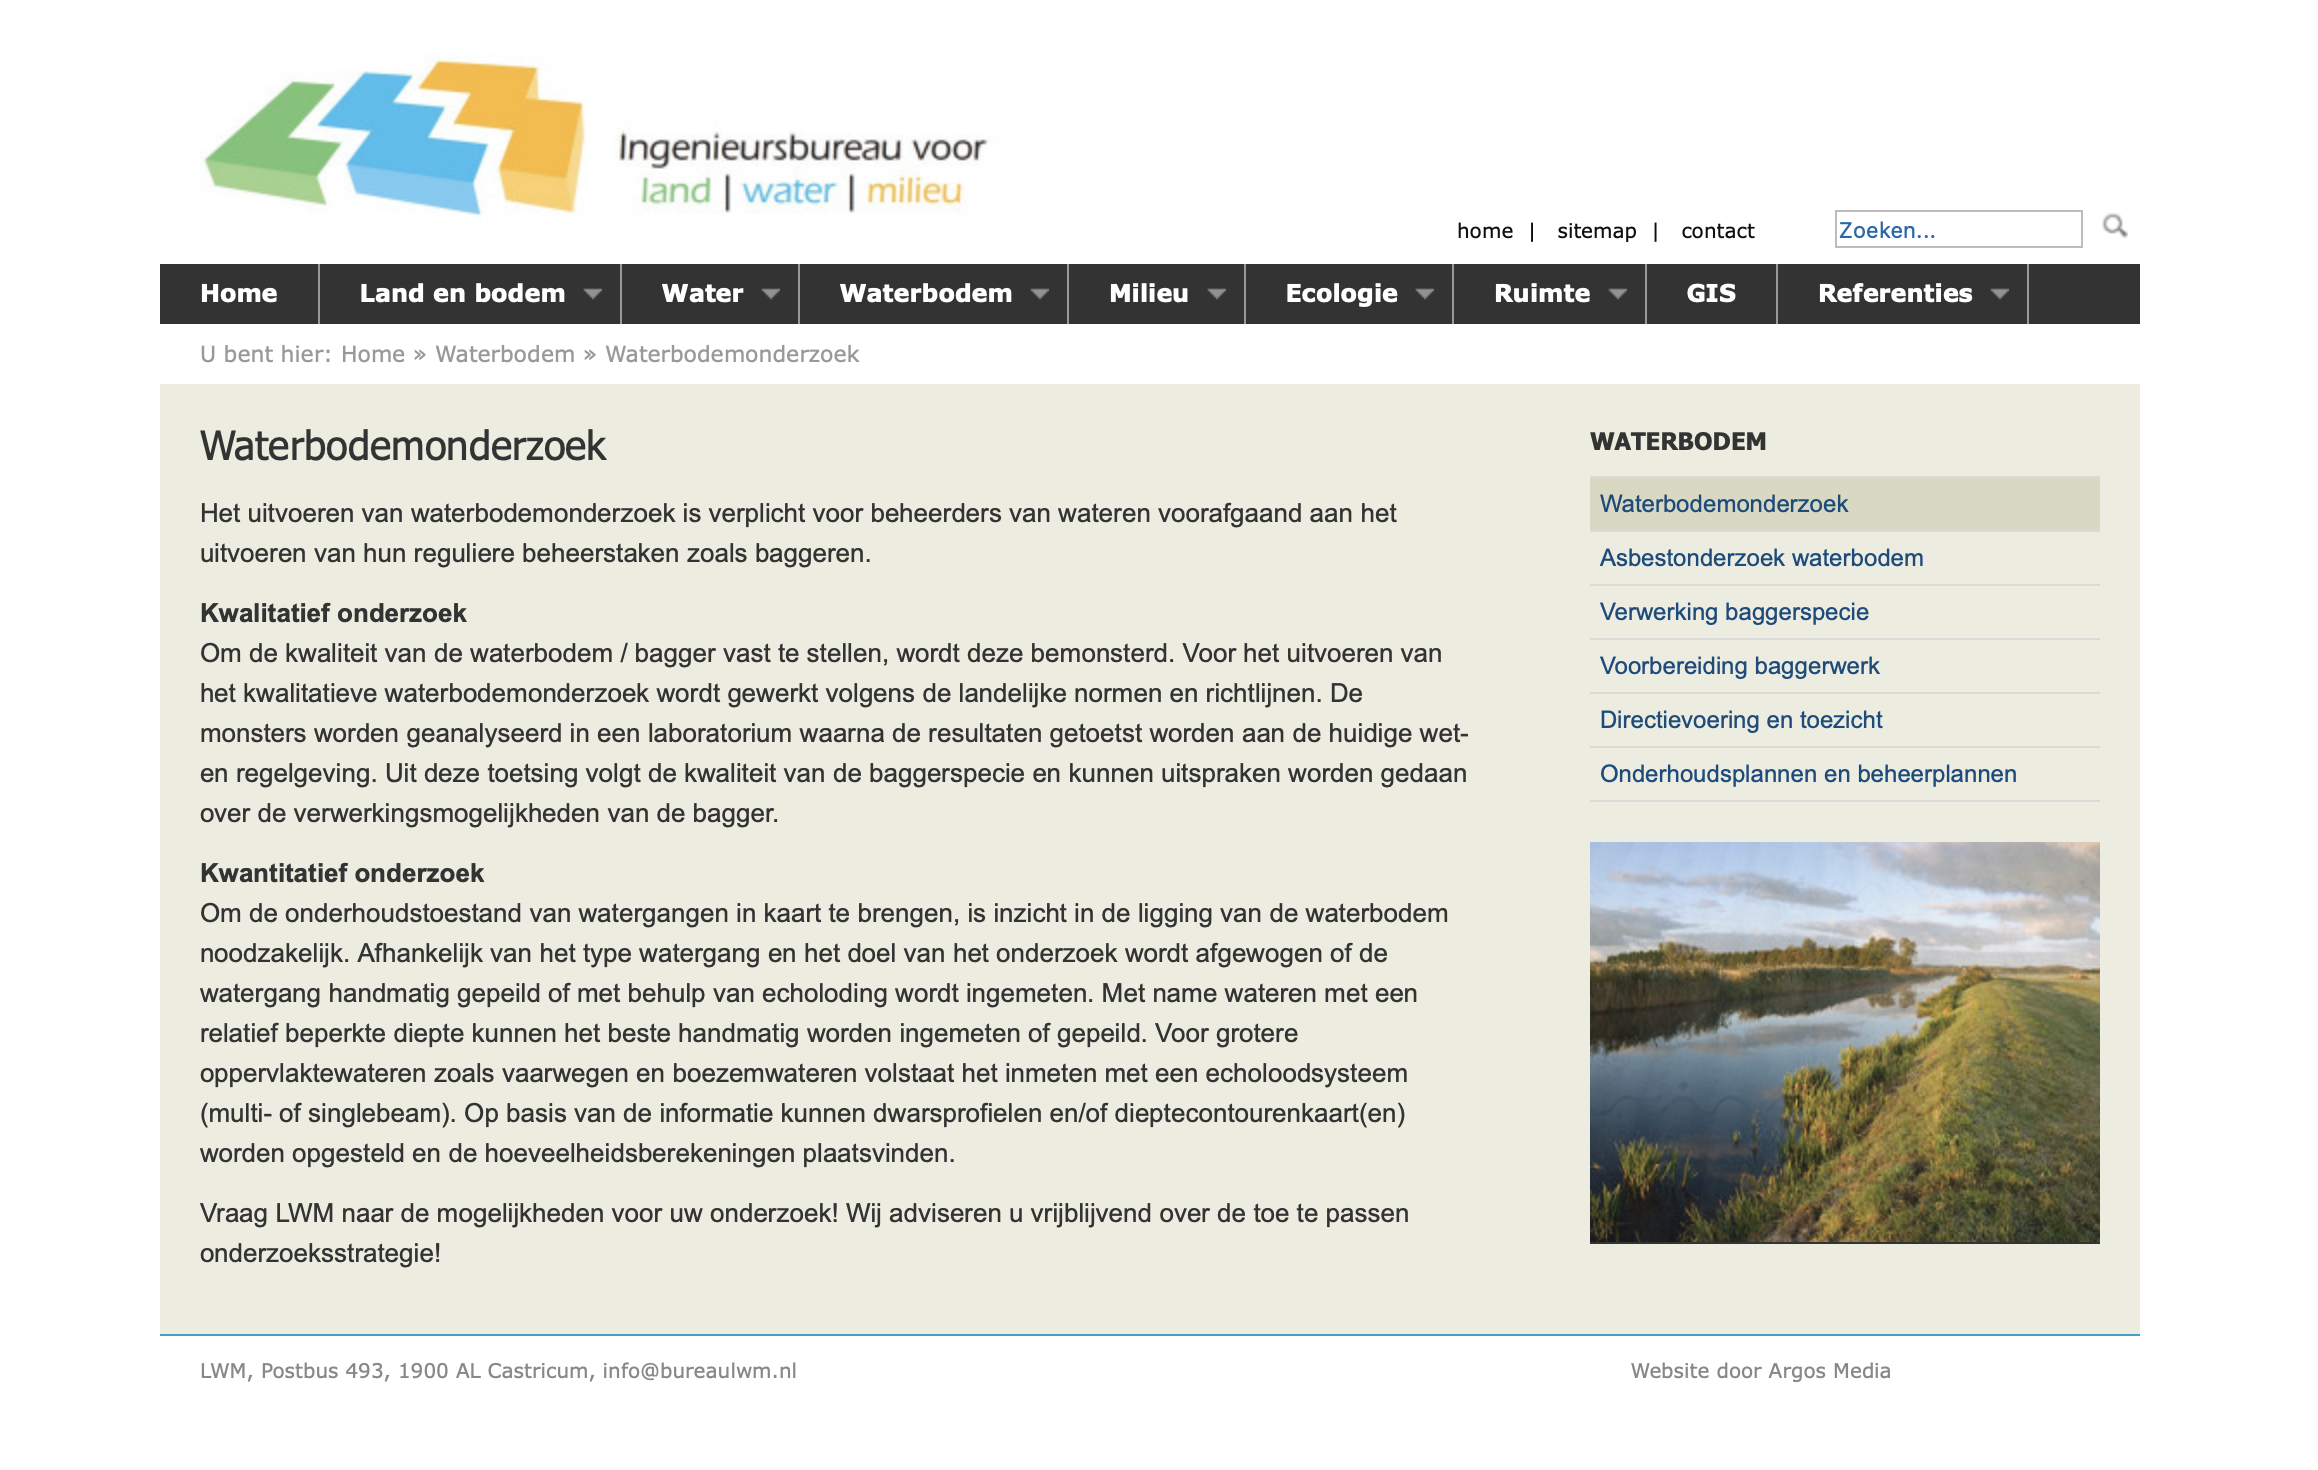 Ingenieursbureau voor
land | water | milieu
home | sitemap | contact
Zoeken...
Home Land en bodem Water Waterbodem Milieu Ecologie Ruimte GIS Referenties
U bent hier: Home » Waterbodem » Waterbodemonderzoek
Waterbodemonderzoek
Het uitvoeren van waterbodemonderzoek is verplicht voor beheerders van wateren voorafgaand aan het
uitvoeren van hun reguliere beheerstaken zoals baggeren.
Kwalitatief onderzoek
Om de kwaliteit van de waterbodem / bagger vast te stellen, wordt deze bemonsterd. Voor het uitvoeren van
het kwalitatieve waterbodemonderzoek wordt gewerkt volgens de landelijke normen en richtlijnen. De
monsters worden geanalyseerd in een laboratorium waarna de resultaten getoetst worden aan de huidige wet-
en regelgeving. Uit deze toetsing volgt de kwaliteit van de baggerspecie en kunnen uitspraken worden gedaan
over de verwerkingsmogelijkheden van de bagger.
Kwantitatief onderzoek
Om de onderhoudstoestand van watergangen in kaart te brengen, is inzicht in de ligging van de waterbodem
noodzakelijk. Afhankelijk van het type watergang en het doel van het onderzoek wordt afgewogen of de
watergang handmatig gepeild of met behulp van echoloding wordt ingemeten. Met name wateren met een
relatief beperkte diepte kunnen het beste handmatig worden ingemeten of gepeild. Voor grotere
oppervlaktewateren zoals vaarwegen en boezemwateren volstaat het inmeten met een echoloodsysteem
(multi- of singlebeam). Op basis van de informatie kunnen dwarsprofielen en/of dieptecontourenkaart(en)
worden opgesteld en de hoeveelheidsberekeningen plaatsvinden.
Vraag LWM naar de mogelijkheden voor uw onderzoek! Wij adviseren u vrijblijvend over de toe te passen
onderzoeksstrategie!
WATERBODEM
Waterbodemonderzoek
Asbestonderzoek waterbodem
Verwerking baggerspecie
Voorbereiding baggerwerk
Directievoering en toezicht
Onderhoudsplannen en beheerplannen
LWM, Postbus 493, 1900 AL Castricum, info@bureaulwm.nl
Website door Argos Media